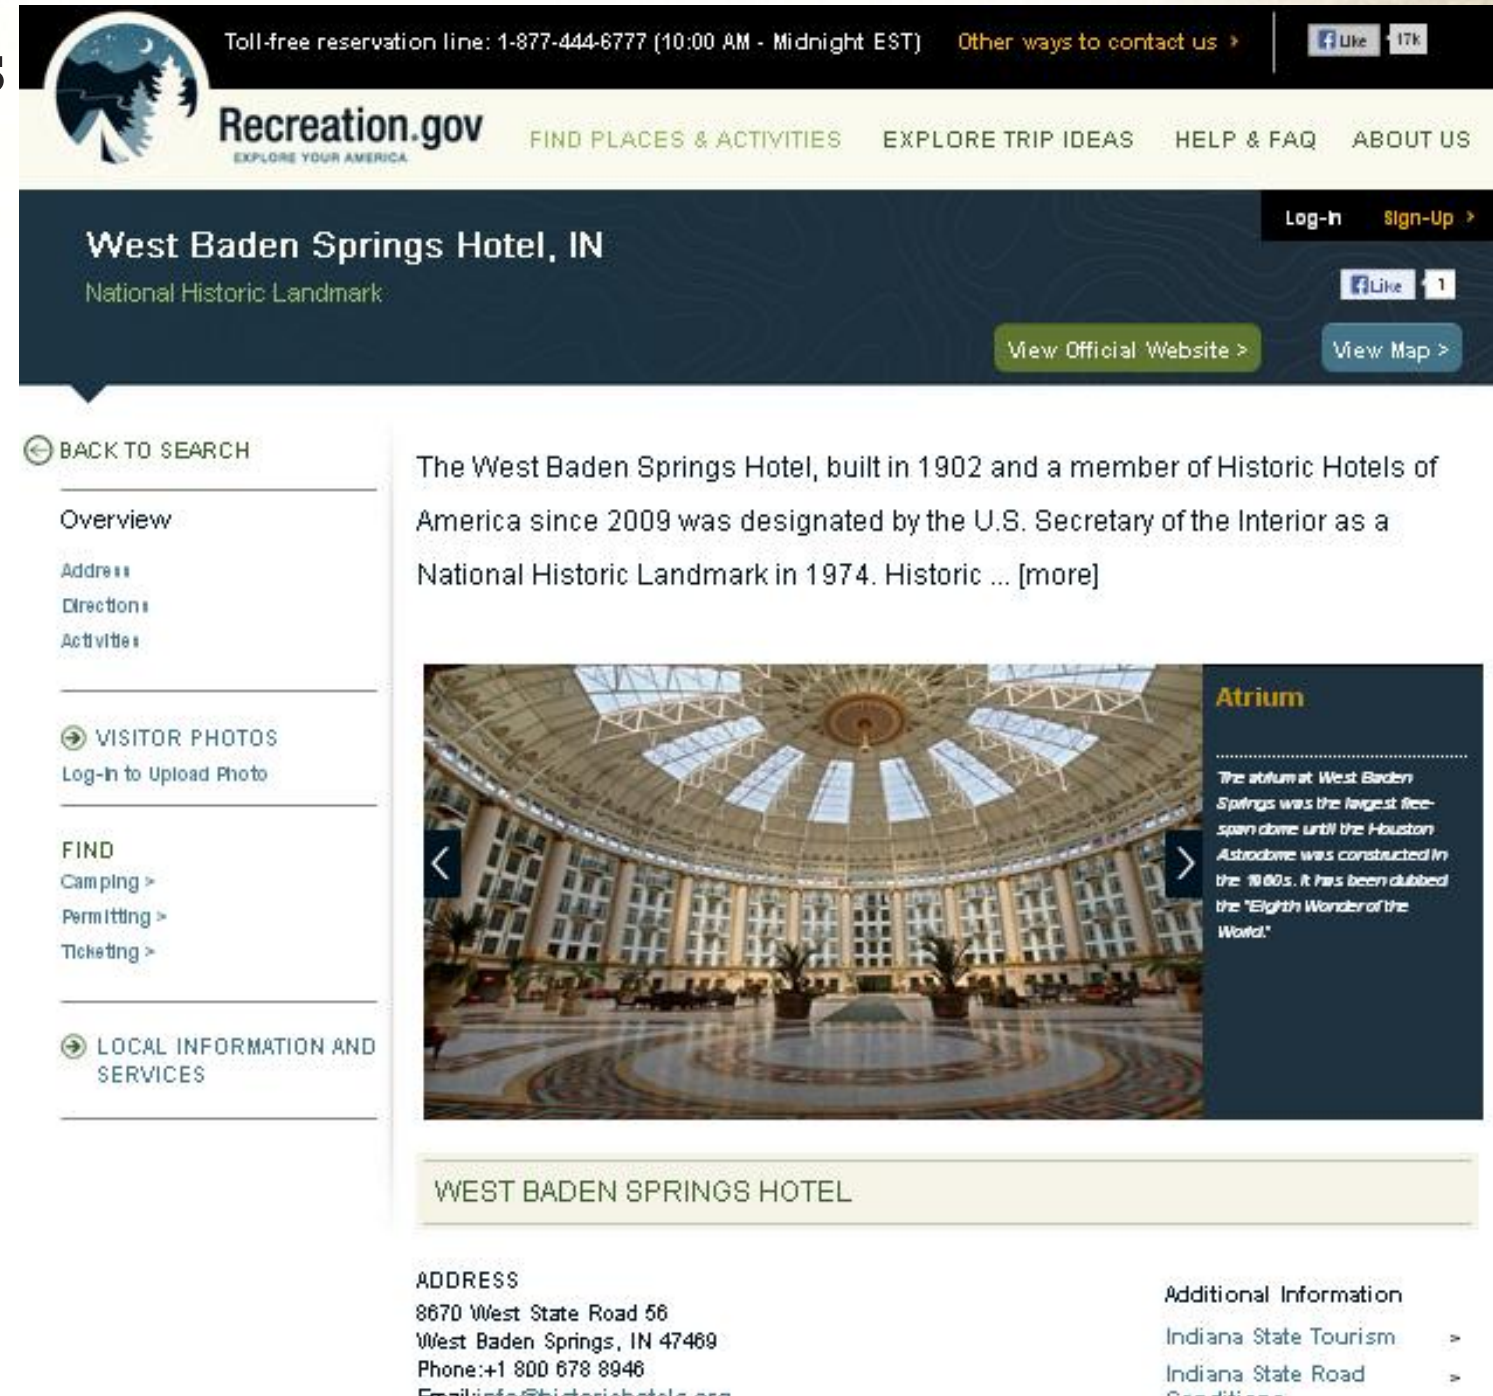 5
Toll-free reservation line: 1-877-444-6777 (10:00 AM - Midnight EST) Other ways to contact us >
Like 17k
Recreation.gov
EXPLORE YOUR AMERICA
FIND PLACES & ACTIVITIES EXPLORE TRIP IDEAS HELP & FAQ ABOUT US
Log-In Sign-Up >
West Baden Springs Hotel, IN
National Historic Landmark
Like 1
View Official Website > View Map >
BACK TO SEARCH
Overview
Address
Directions
Activities
VISITOR PHOTOS
Log-In to Upload Photo
FIND
Camping >
Permitting >
Ticketing >
LOCAL INFORMATION AND
SERVICES
The West Baden Springs Hotel, built in 1902 and a member of Historic Hotels of
America since 2009 was designated by the U.S. Secretary of the Interior as a
National Historic Landmark in 1974. Historic ... [more]
Atrium
The atrium at West Baden
Springs was the largest free-
span dome until the Houston
Astrodome was constructed in
the 1960s. It has been dubbed
the "Eighth Wonder of the
World."
WEST BADEN SPRINGS HOTEL
ADDRESS
8670 West State Road 56
West Baden Springs, IN 47469
Phone:+1 800 678 8946
Email:info@historichotels.org
Additional Information
Indiana State Tourism >
Indiana State Road >
Conditions